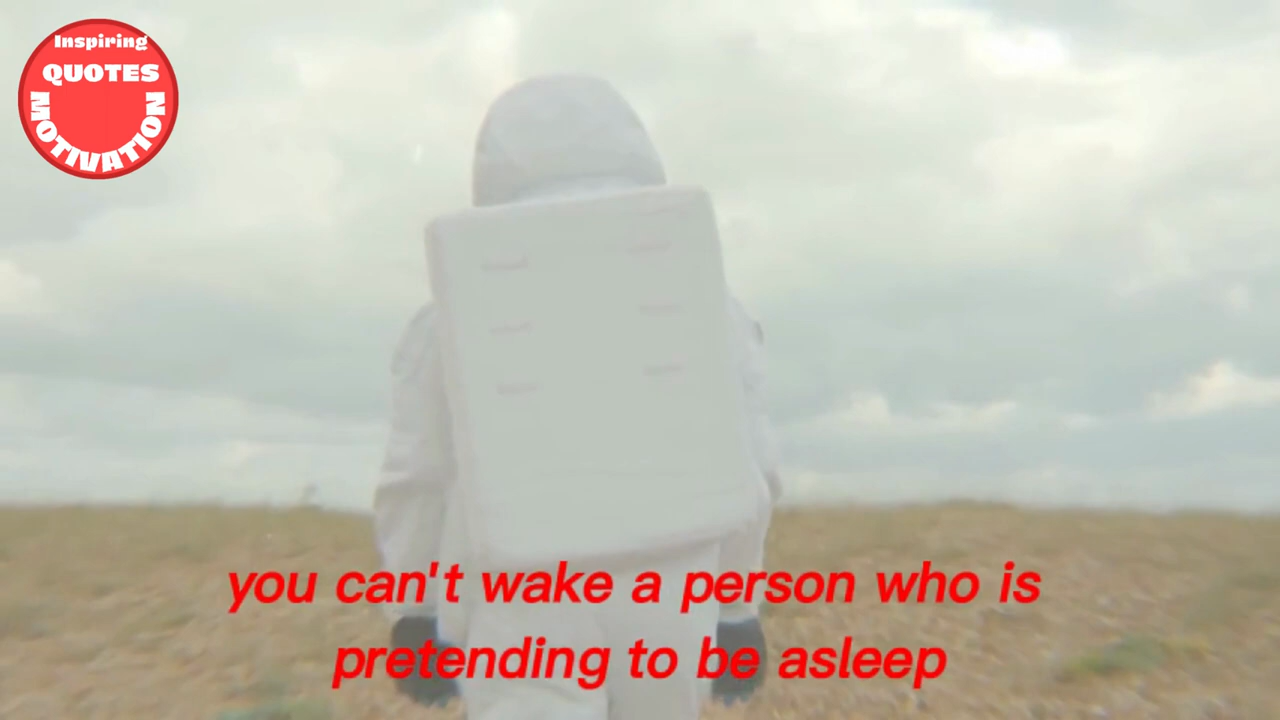 Inspiring
QUOTES
MOTIVATION
you can't wake a person who is
pretending to be asleep